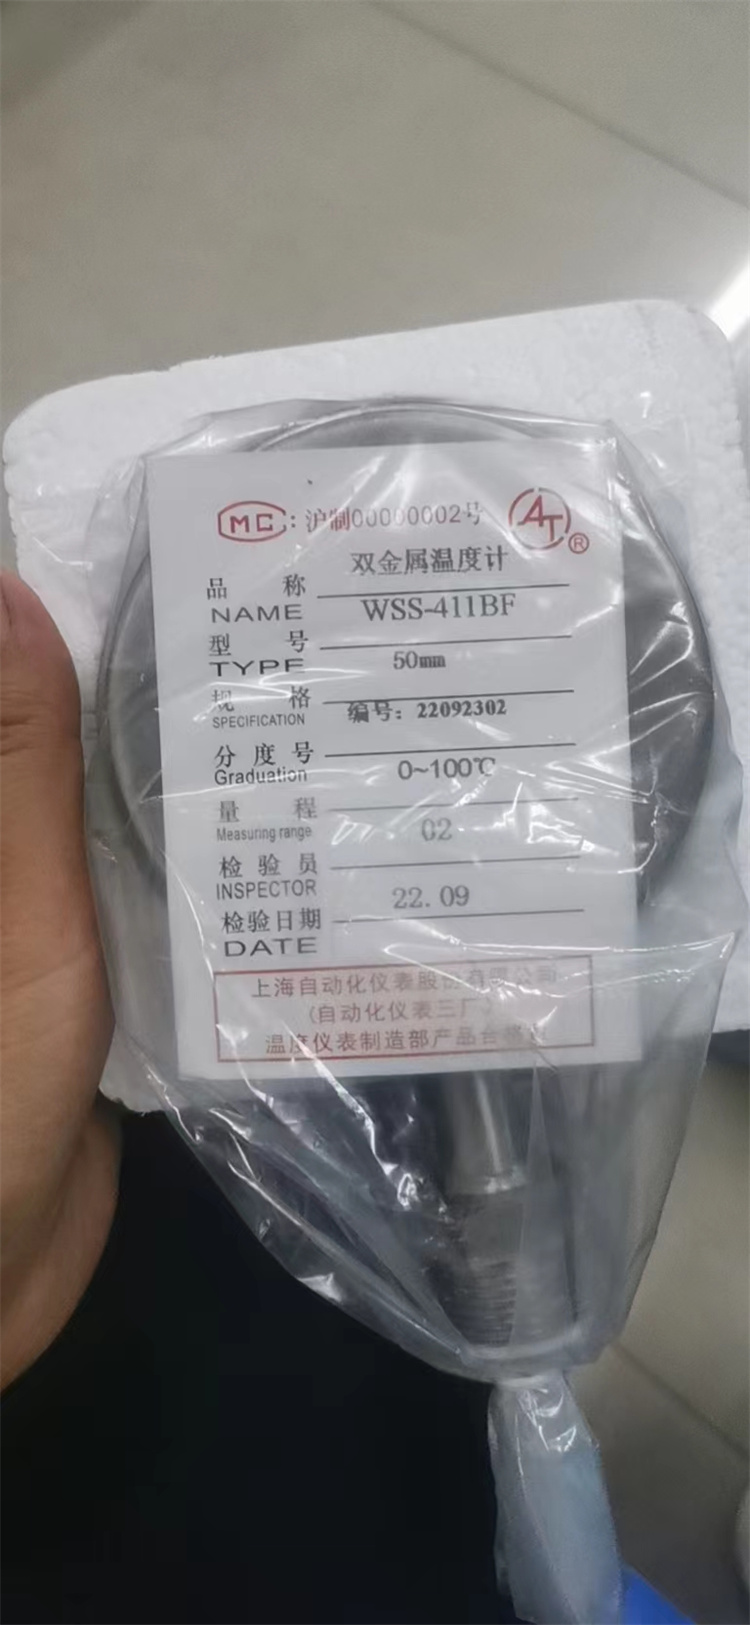 MC: 沪制00000002号 AT ®
品 称 双金属温度计
NAME WSS-411BF
型 号
TYPE 50mm
规 格
SPECIFICATION 编号：22092302
分 度 号
Graduation 0~100℃
量 程
Measuring range 02
检 验 员
INSPECTOR 22.09
检验日期
DATE
上海自动化仪表股份有限公司
(自动化仪表三厂)
温度仪表制造部产品合格